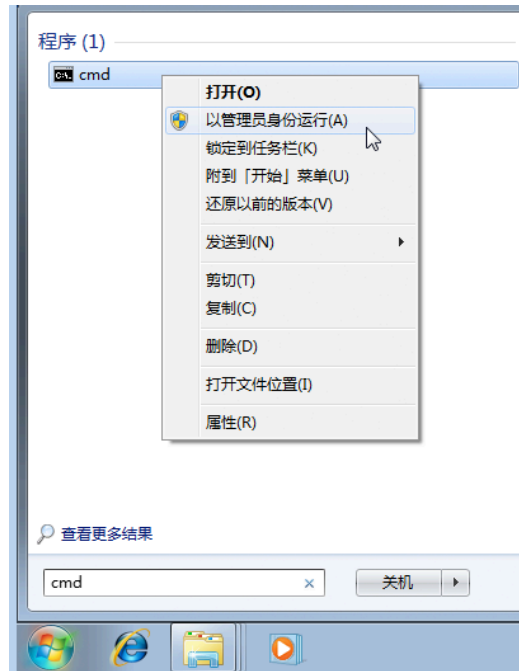 程序 (1)
cmd
打开(O)
以管理员身份运行(A)
锁定到任务栏(K)
附到「开始」菜单(U)
还原以前的版本(V)
发送到(N)
剪切(T)
复制(C)
删除(D)
打开文件位置(I)
属性(R)
查看更多结果
cmd
关机